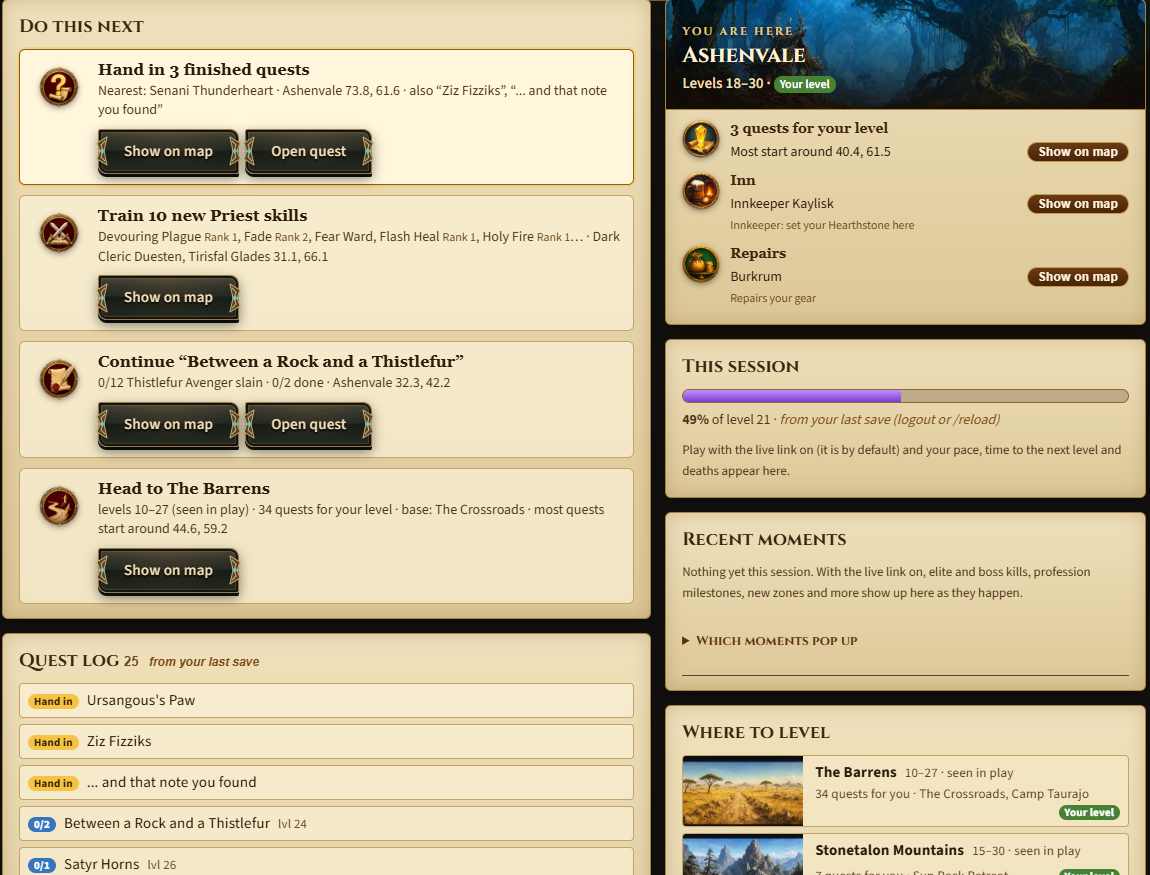 Do this next
Hand in 3 finished quests
Nearest: Senani Thunderheart · Ashenvale 73.8, 61.6 · also “Ziz Fizziks”, “... and that note
you found”
Show on map
Open quest
Train 10 new Priest skills
Devouring Plague Rank 1, Fade Rank 2, Fear Ward, Flash Heal Rank 1, Holy Fire Rank 1… · Dark
Cleric Duesten, Tirisfal Glades 31.1, 66.1
Show on map
Continue “Between a Rock and a Thistlefur”
0/12 Thistlefur Avenger slain · 0/2 done · Ashenvale 32.3, 42.2
Show on map
Open quest
Head to The Barrens
levels 10–27 (seen in play) · 34 quests for your level · base: The Crossroads · most quests
start around 44.6, 59.2
Show on map
Quest log 25 from your last save
Hand in Ursangous's Paw
Hand in Ziz Fizziks
Hand in ... and that note you found
0/2 Between a Rock and a Thistlefur lvl 24
0/1 Satyr Horns lvl 26
You are here
Ashenvale
Levels 18–30 · Your level
3 quests for your level
Most start around 40.4, 61.5
Show on map
Inn
Innkeeper Kaylisk
Show on map
Innkeeper: set your Hearthstone here
Repairs
Burkrum
Show on map
Repairs your gear
This session
49% of level 21 · from your last save (logout or /reload)
Play with the live link on (it is by default) and your pace, time to the next level and
deaths appear here.
Recent moments
Nothing yet this session. With the live link on, elite and boss kills, profession
milestones, new zones and more show up here as they happen.
Which moments pop up
Where to level
The Barrens 10–27 · seen in play
34 quests for you · The Crossroads, Camp Taurajo
Your level
Stonetalon Mountains 15–30 · seen in play
7 quests for you · Sun Rock Retreat
Your level